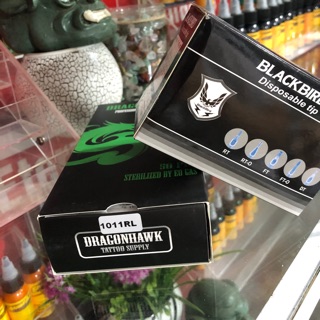 BLACKBIRD
Disposable tip
RT
RT-O
FT
FT-O
DT
STERILIZED BY EO GAS
1011RL
DRAGONHAWK
TATTOO SUPPLY